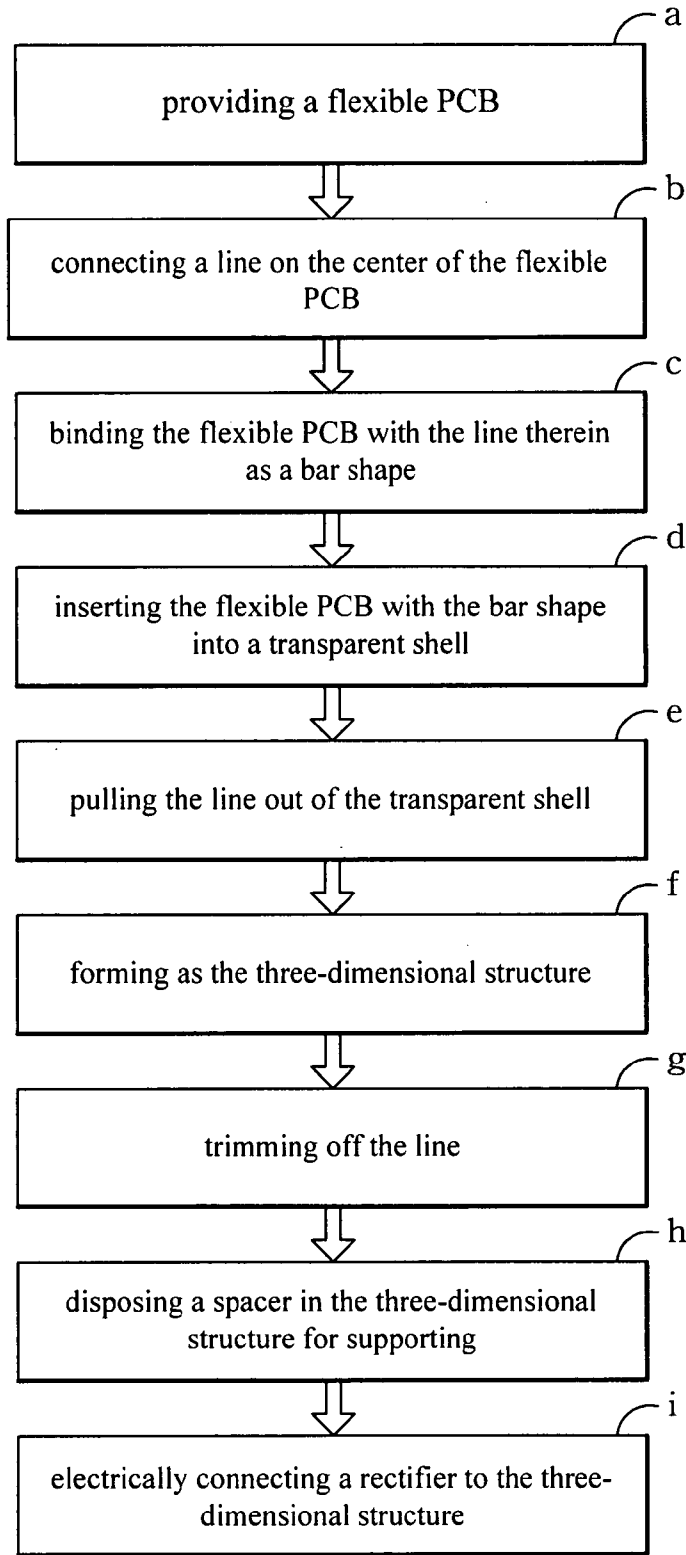 a
providing a flexible PCB
b
connecting a line on the center of the flexible
PCB
c
binding the flexible PCB with the line therein
as a bar shape
d
inserting the flexible PCB with the bar shape
into a transparent shell
e
pulling the line out of the transparent shell
f
forming as the three-dimensional structure
g
trimming off the line
h
disposing a spacer in the three-dimensional
structure for supporting
i
electrically connecting a rectifier to the three-
dimensional structure